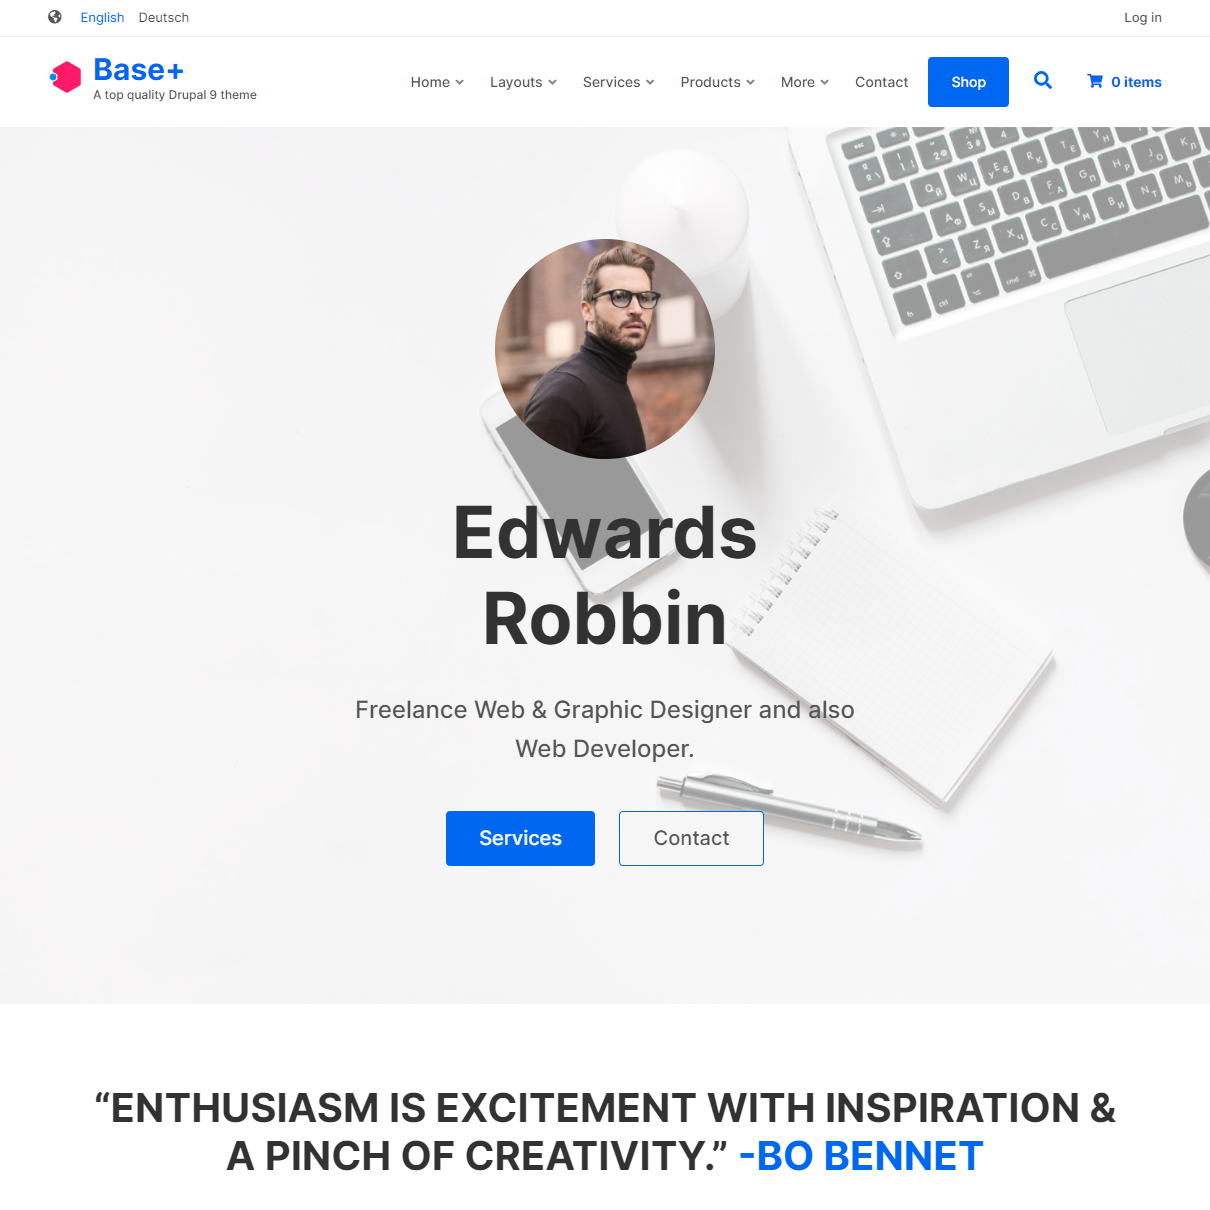 English Deutsch Log in
Base+
A top quality Drupal 9 theme
Home Layouts Services Products More Contact Shop 0 items
Edwards
Robbin
Freelance Web & Graphic Designer and also
Web Developer.
Services Contact
“ENTHUSIASM IS EXCITEMENT WITH INSPIRATION &
A PINCH OF CREATIVITY.” -BO BENNET